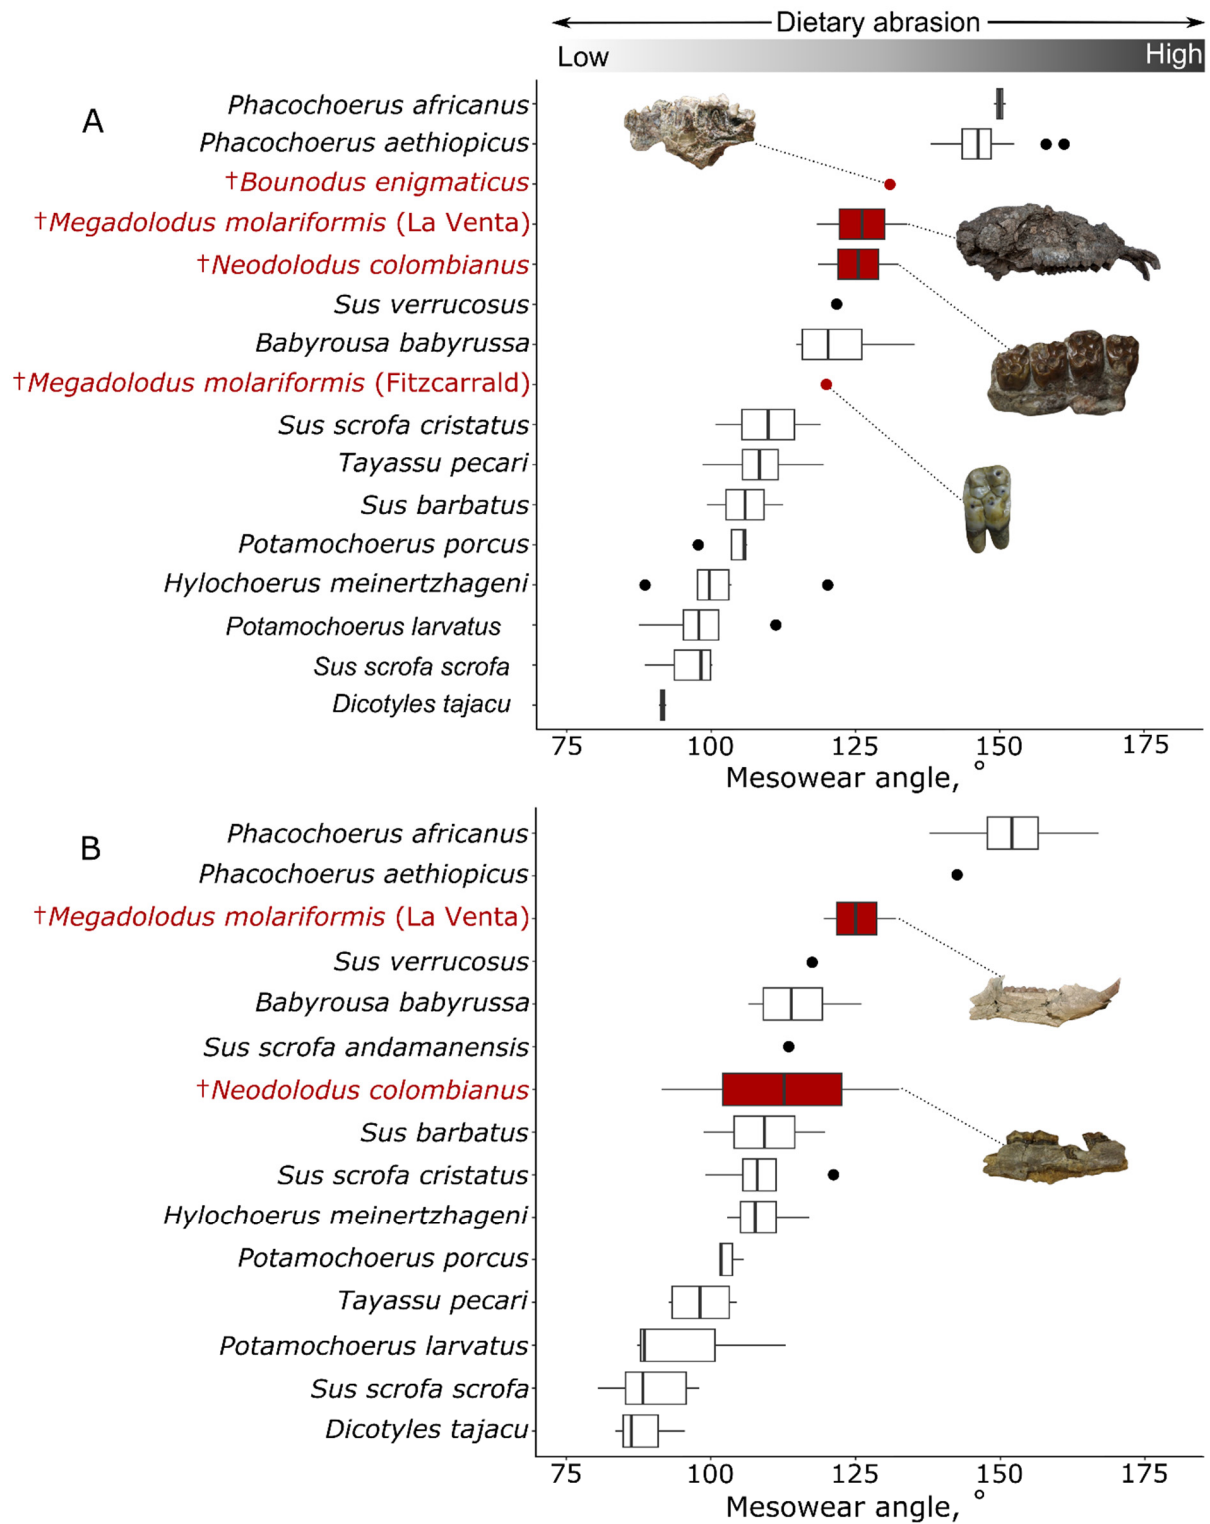 Dietary abrasion
Low
High
A
Phacochoerus africanus
Phacochoerus aethiopicus
†Bounodus enigmaticus
†Megadolodus molariformis (La Venta)
†Neodolodus colombianus
Sus verrucosus
Babyrousa babyrussa
†Megadolodus molariformis (Fitzcarrald)
Sus scrofa cristatus
Tayassu pecari
Sus barbatus
Potamochoerus porcus
Hylochoerus meinertzhageni
Potamochoerus larvatus
Sus scrofa scrofa
Dicotyles tajacu
75 100 125 150 175
Mesowear angle, °
B
Phacochoerus africanus
Phacochoerus aethiopicus
†Megadolodus molariformis (La Venta)
Sus verrucosus
Babyrousa babyrussa
Sus scrofa andamanensis
†Neodolodus colombianus
Sus barbatus
Sus scrofa cristatus
Hylochoerus meinertzhageni
Potamochoerus porcus
Tayassu pecari
Potamochoerus larvatus
Sus scrofa scrofa
Dicotyles tajacu
75 100 125 150 175
Mesowear angle, °